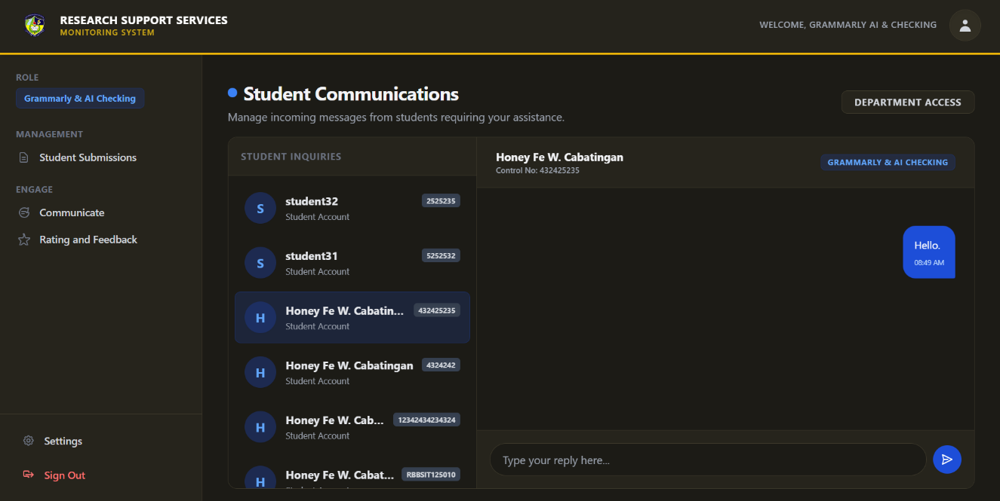 RESEARCH SUPPORT SERVICES
MONITORING SYSTEM
WELCOME, GRAMMARLY AI & CHECKING
ROLE
Grammarly & AI Checking
MANAGEMENT
Student Submissions
ENGAGE
Communicate
Rating and Feedback
Settings
Sign Out
Student Communications
Manage incoming messages from students requiring your assistance.
DEPARTMENT ACCESS
STUDENT INQUIRIES
S
student32
2525235
Student Account
S
student31
5252532
Student Account
H
Honey Fe W. Cabatin...
432425235
Student Account
H
Honey Fe W. Cabatingan
4324242
Student Account
H
Honey Fe W. Cab...
12342434234324
Student Account
H
Honey Fe W. Cabat...
RBBSIT125010
Honey Fe W. Cabatingan
Control No: 432425235
GRAMMARLY & AI CHECKING
Hello.
08:49 AM
Type your reply here...